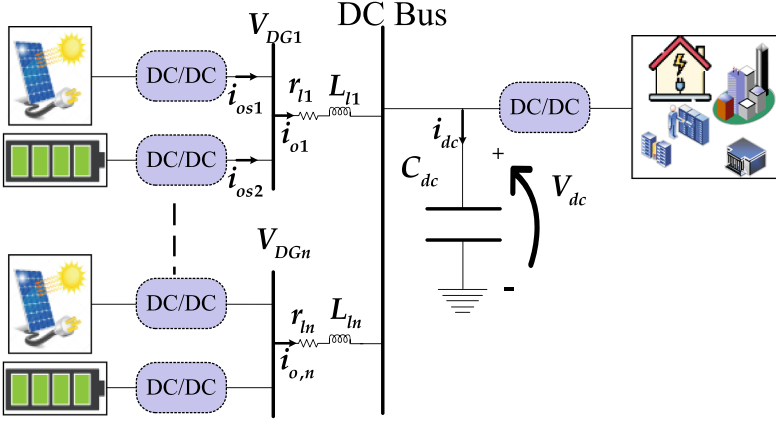 DC Bus
V_DG1
DC/DC
i_os1
r_l1 L_l1
i_o1
DC/DC
i_os2
DC/DC
i_dc
+
C_dc
V_dc
-
V_DGn
DC/DC
r_ln L_ln
i_o,n
DC/DC